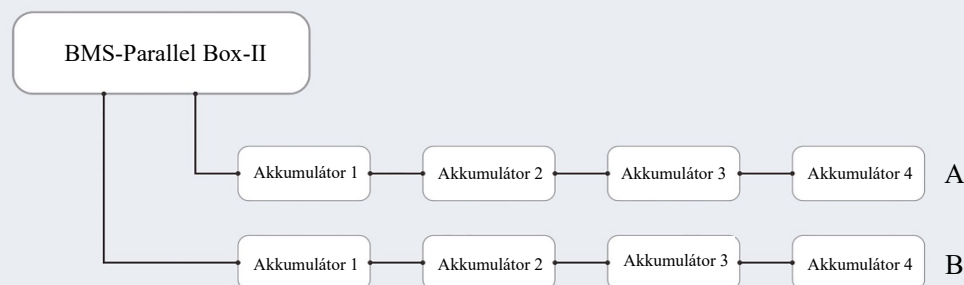 BMS-Parallel Box-II
Akkumulátor 1 Akkumulátor 2 Akkumulátor 3 Akkumulátor 4 A
Akkumulátor 1 Akkumulátor 2 Akkumulátor 3 Akkumulátor 4 B